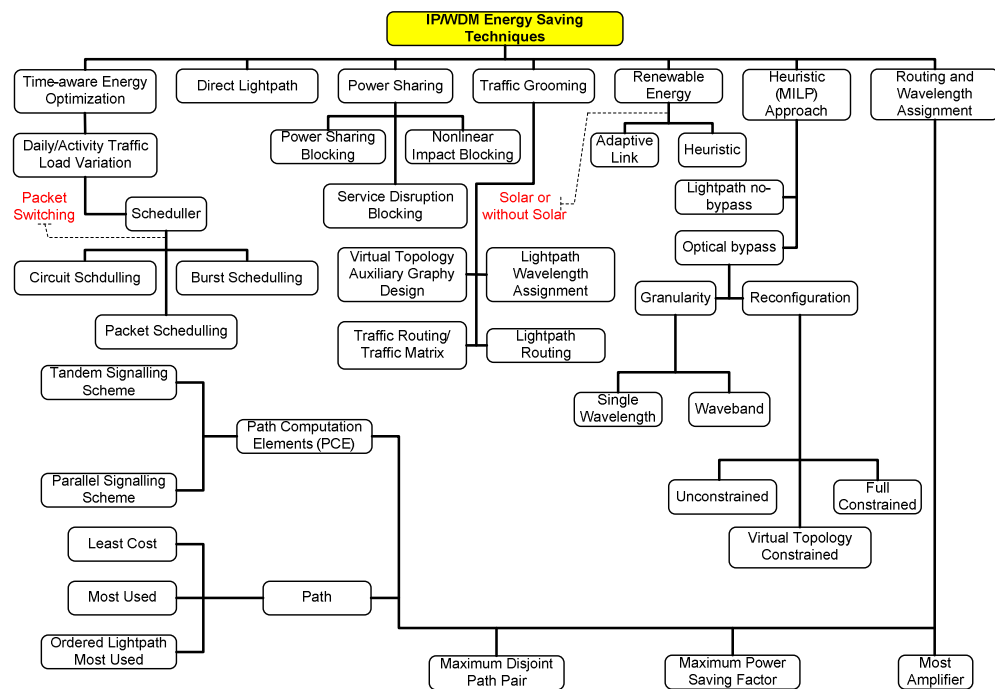 IP/WDM Energy Saving
Techniques
Time-aware Energy
Optimization
Direct Lightpath
Power Sharing
Traffic Grooming
Renewable
Energy
Heuristic
(MILP)
Approach
Routing and
Wavelength
Assignment
Daily/Activity Traffic
Load Variation
Power Sharing
Blocking
Nonlinear
Impact Blocking
Adaptive
Link
Heuristic
Packet
Switching
Scheduller
Service Disruption
Blocking
Solar or
without Solar
Lightpath no-
bypass
Circuit Schdulling
Burst Schedulling
Virtual Topology
Auxiliary Graphy
Design
Lightpath
Wavelength
Assignment
Optical bypass
Granularity
Reconfiguration
Packet Schedulling
Traffic Routing/
Traffic Matrix
Lightpath
Routing
Tandem Signalling
Scheme
Single
Wavelength
Waveband
Path Computation
Elements (PCE)
Parallel Signalling
Scheme
Unconstrained
Full
Constrained
Virtual Topology
Constrained
Least Cost
Most Used
Path
Ordered Lightpath
Most Used
Maximum Disjoint
Path Pair
Maximum Power
Saving Factor
Most
Amplifier